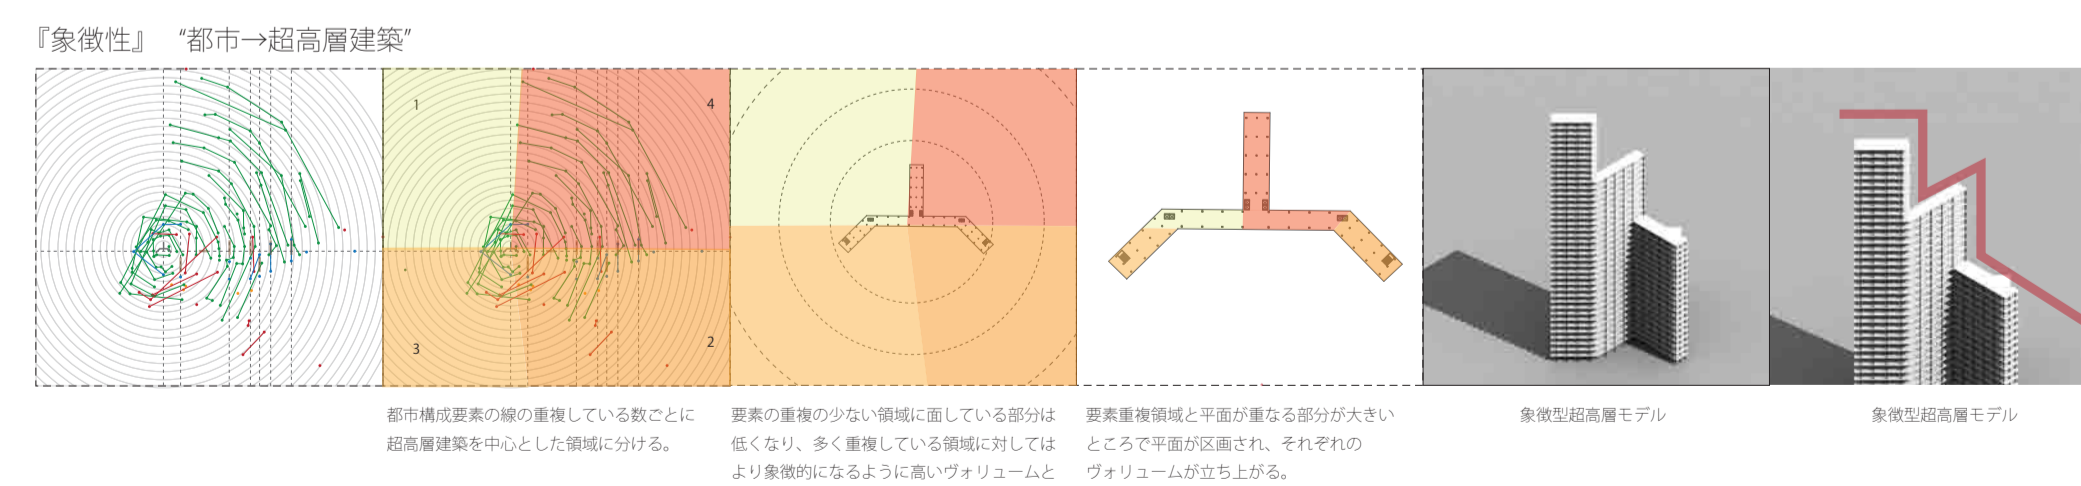 『象徴性』 “都市→超高層建築”
1
4
3
2
都市構成要素の線の重複している数ごとに
超高層建築を中心とした領域に分ける。
要素の重複の少ない領域に面している部分は
低くなり、多く重複している領域に対しては
より象徴的になるように高いヴォリュームと
要素重複領域と平面が重なる部分が大きい
ところで平面が区画され、それぞれの
ヴォリュームが立ち上がる。
象徴型超高層モデル
象徴型超高層モデル